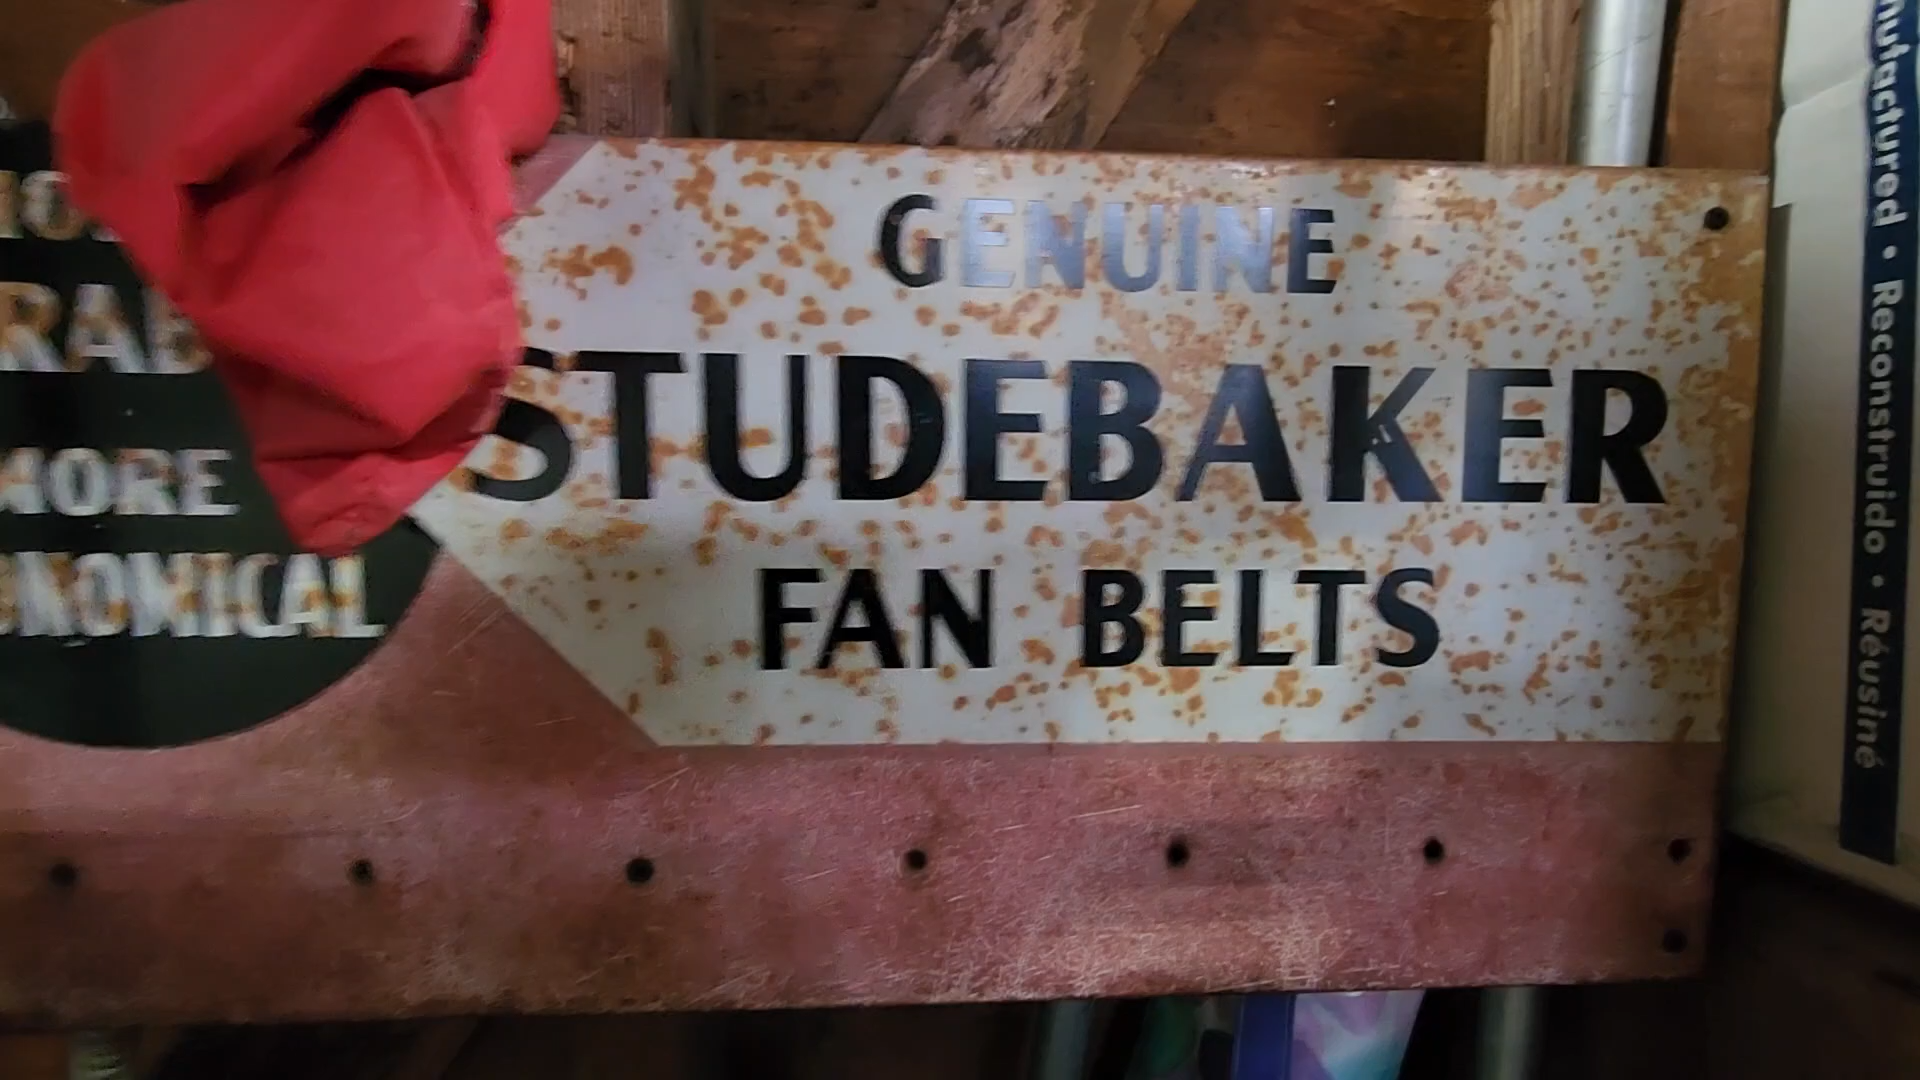 MORE
GENUINE
STUDEBAKER
FAN BELTS
Reconstruido • Réusiné